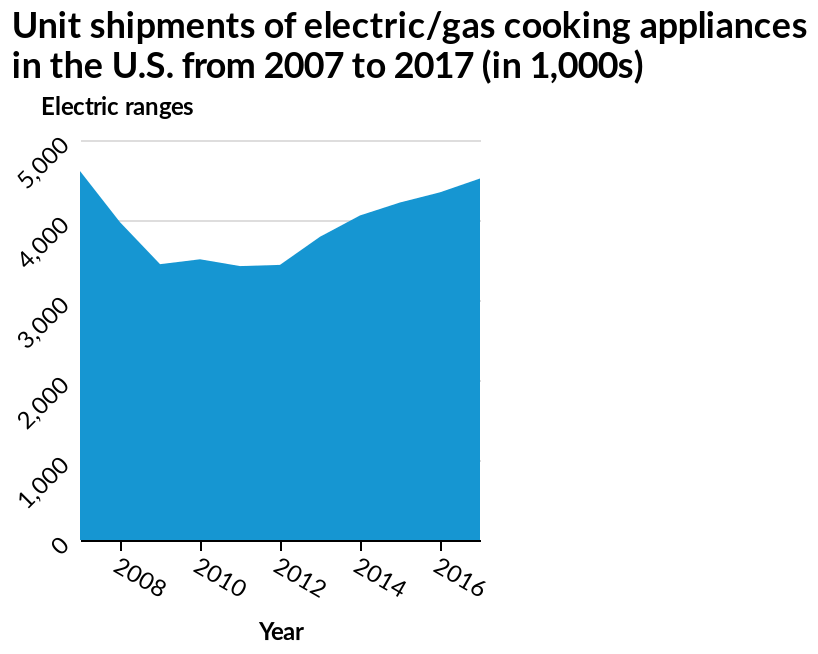 Unit shipments of electric/gas cooking appliances
in the U.S. from 2007 to 2017 (in 1,000s)
Electric ranges
5,000
4,000
3,000
2,000
1,000
0
2008
2010
2012
2014
2016
Year